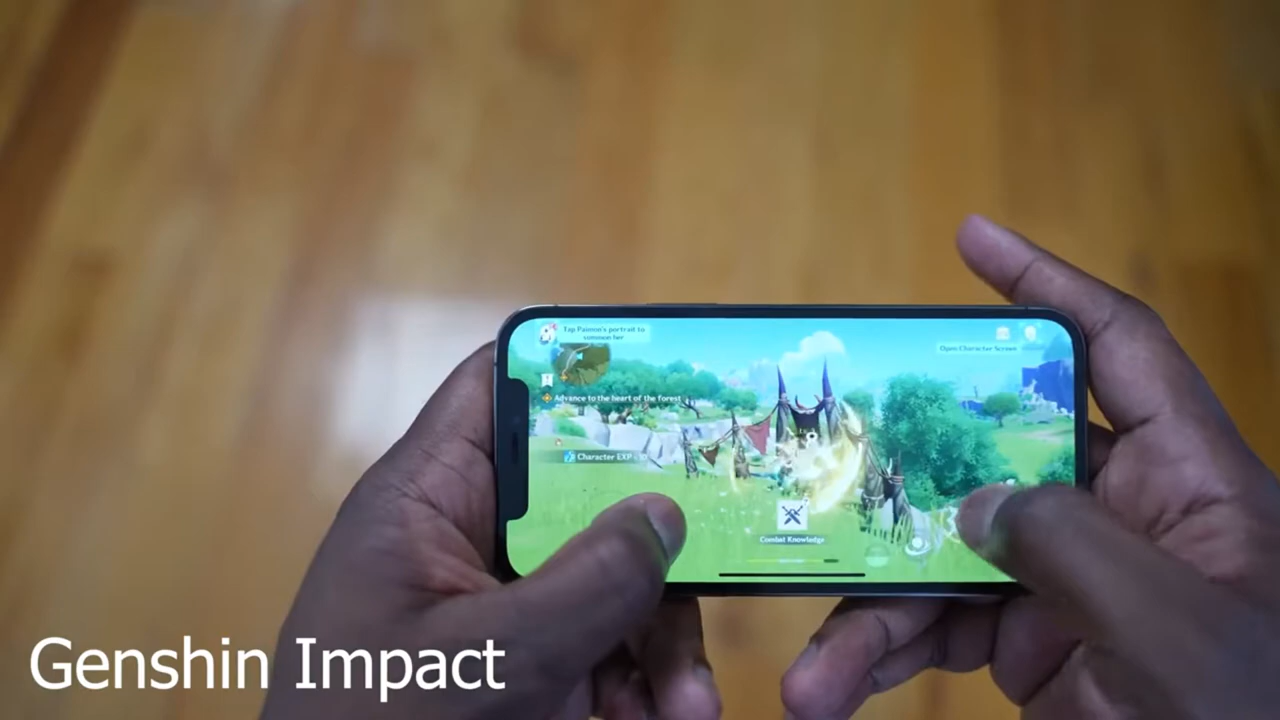 Tap Paimon's portrait to
summon her
Open Character Screen
Advance to the heart of the forest
Character EXP
Combat Knowledge
Genshin Impact